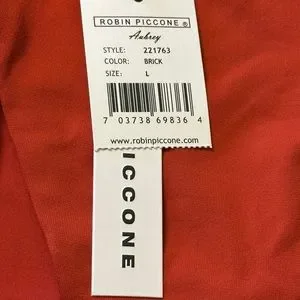 ROBIN PICCONE ®
Aubrey
STYLE: 221763
COLOR: BRICK
SIZE: L
7 03738 69836 4
www.robinpiccone.com
PICCONE